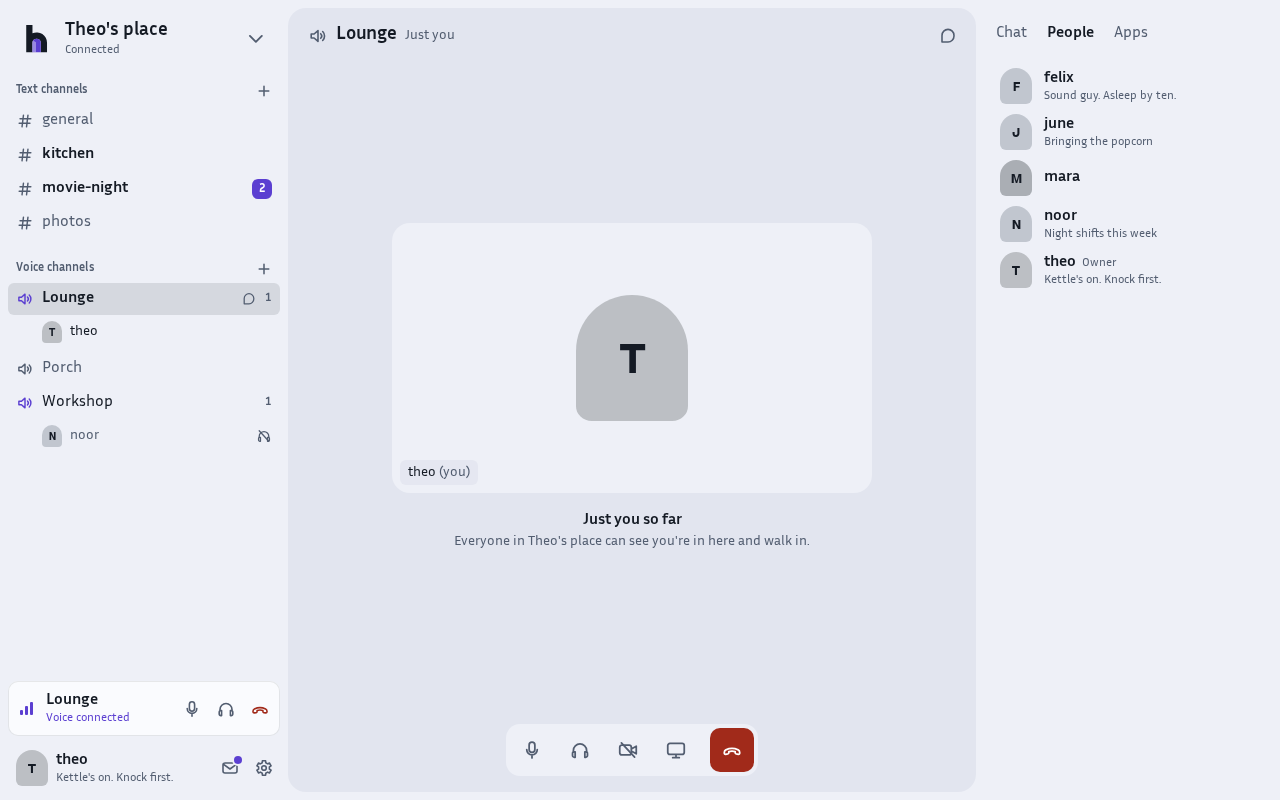 Theo's place
Connected
Text channels
general
kitchen
movie-night 2
photos
Voice channels
Lounge 1
T theo
Porch
Workshop 1
N noor
Lounge
Voice connected
T theo
Kettle's on. Knock first.
Lounge Just you
T
theo (you)
Just you so far
Everyone in Theo's place can see you're in here and walk in.
Chat People Apps
F felix
Sound guy. Asleep by ten.
J june
Bringing the popcorn
M mara
N noor
Night shifts this week
T theo Owner
Kettle's on. Knock first.